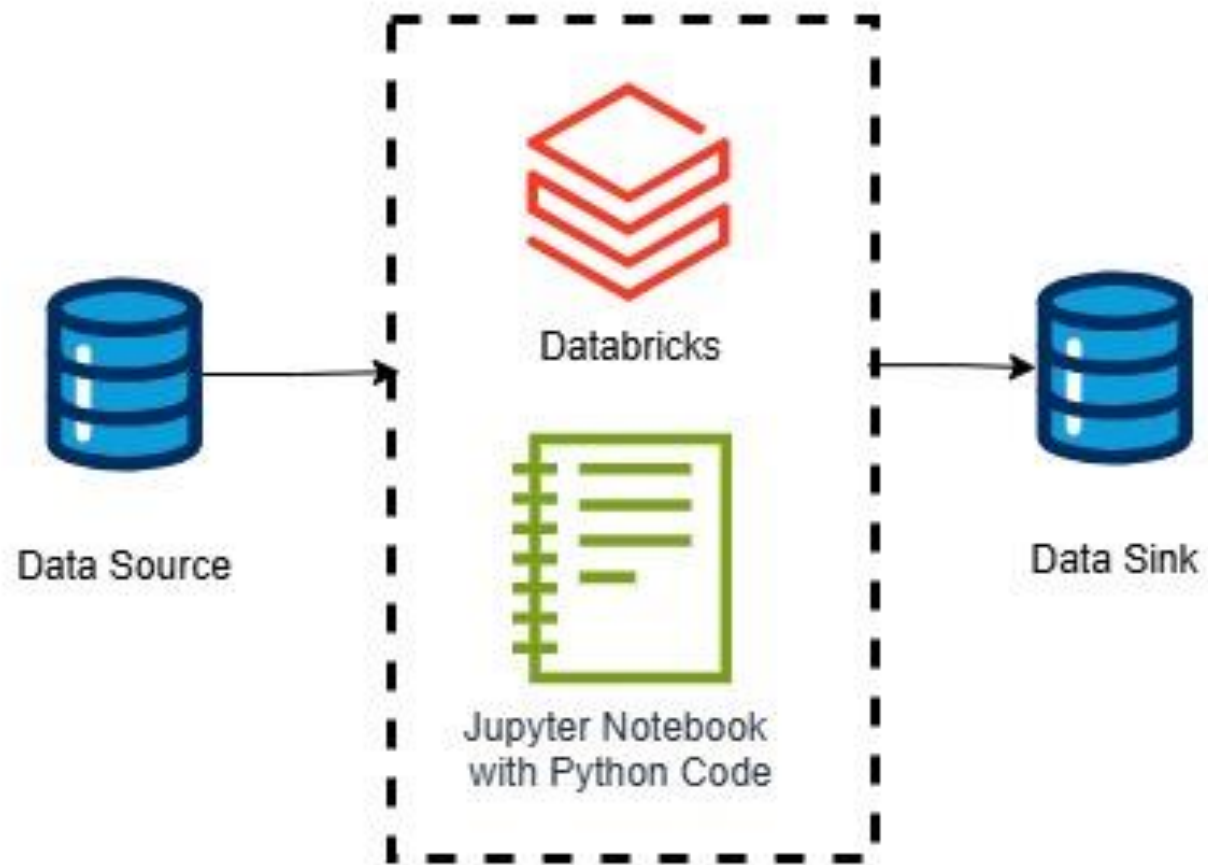 Databricks
Data Source
Data Sink
Jupyter Notebook
with Python Code